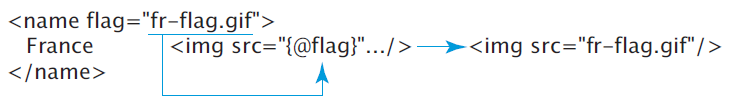 <name flag="fr-flag.gif">
France <img src="{@flag}".../> <img src="fr-flag.gif"/>
</name>